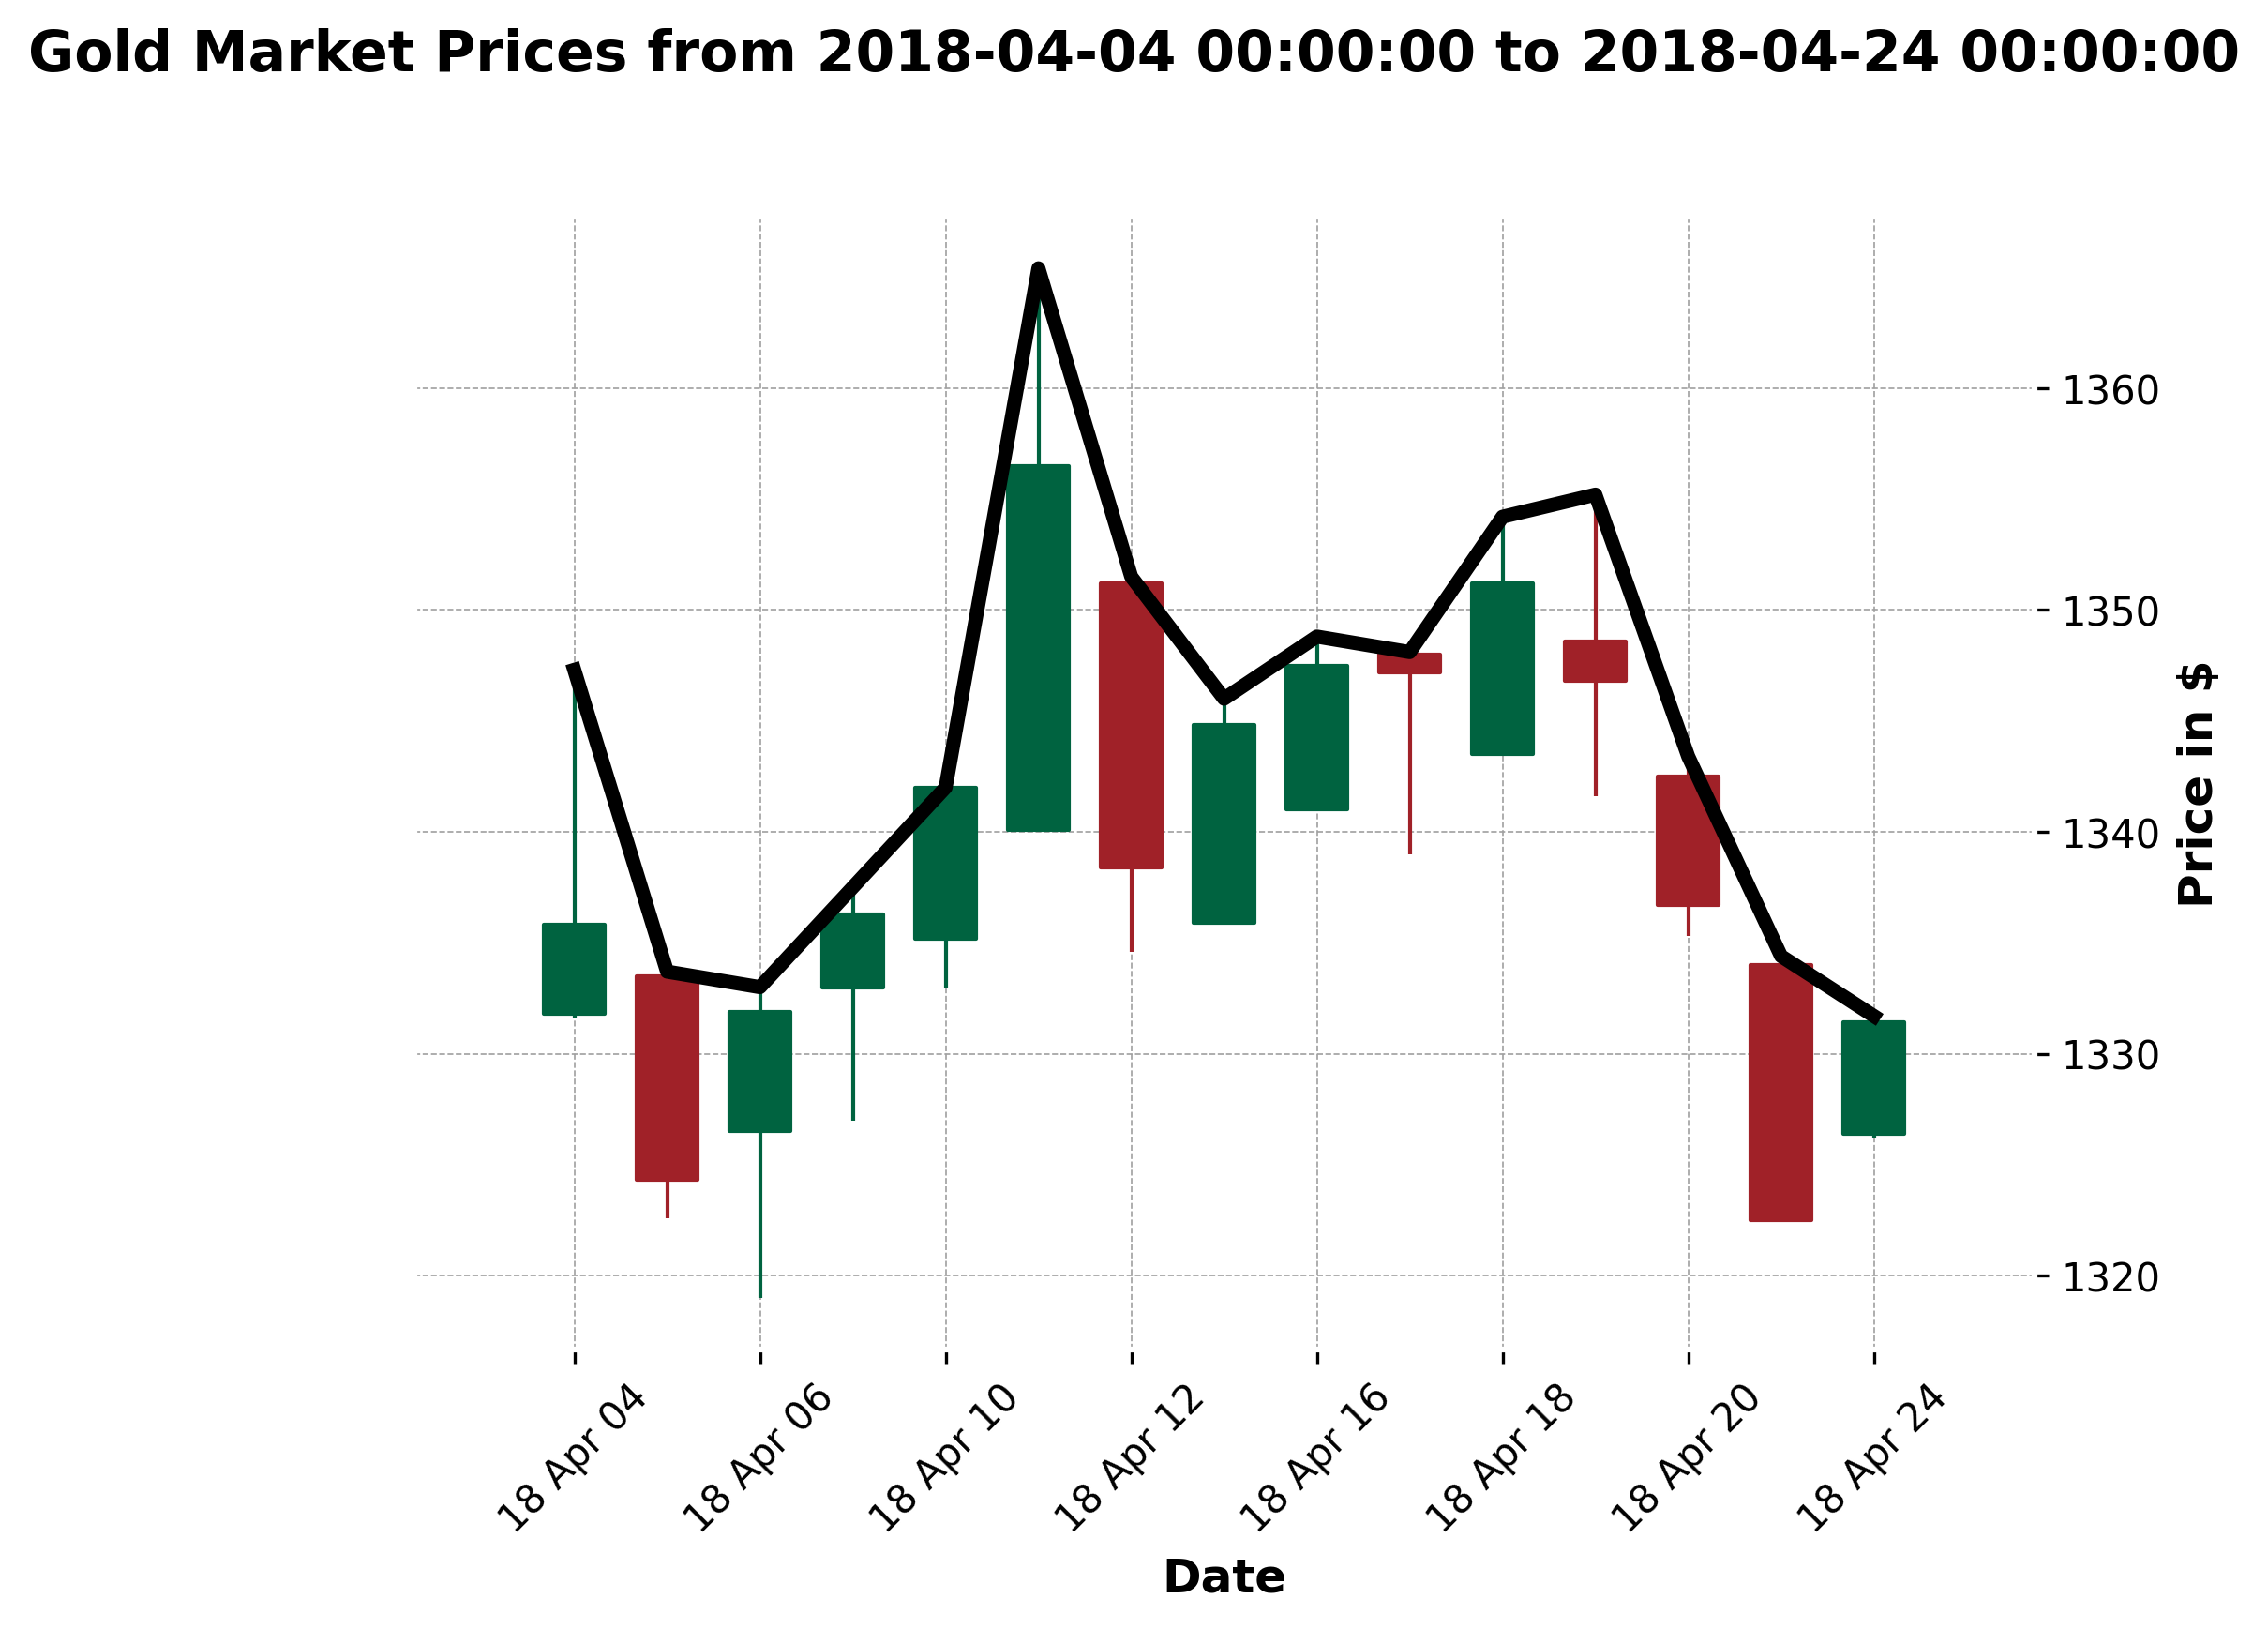 Gold Market Prices from 2018-04-04 00:00:00 to 2018-04-24 00:00:00
1360
1350
1340
1330
1320
Price in $
18 Apr 04
18 Apr 06
18 Apr 10
18 Apr 12
18 Apr 16
18 Apr 18
18 Apr 20
18 Apr 24
Date